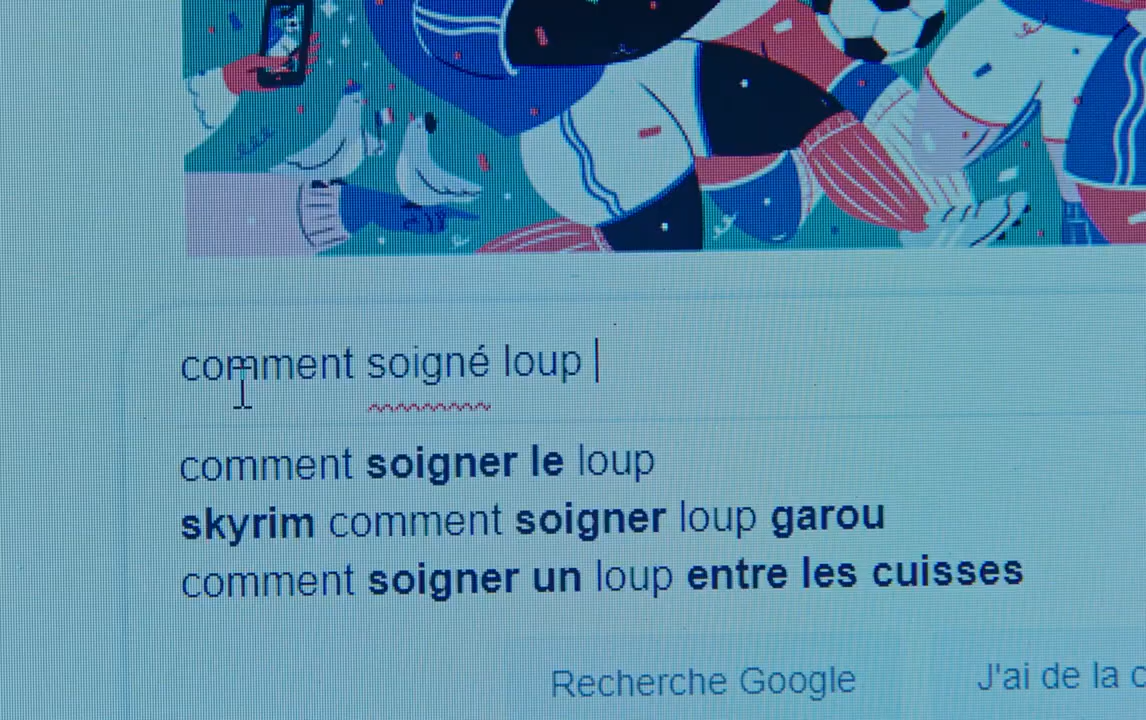 comment soigné loup
comment soigner le loup
skyrim comment soigner loup garou
comment soigner un loup entre les cuisses
Recherche Google
J'ai de la c